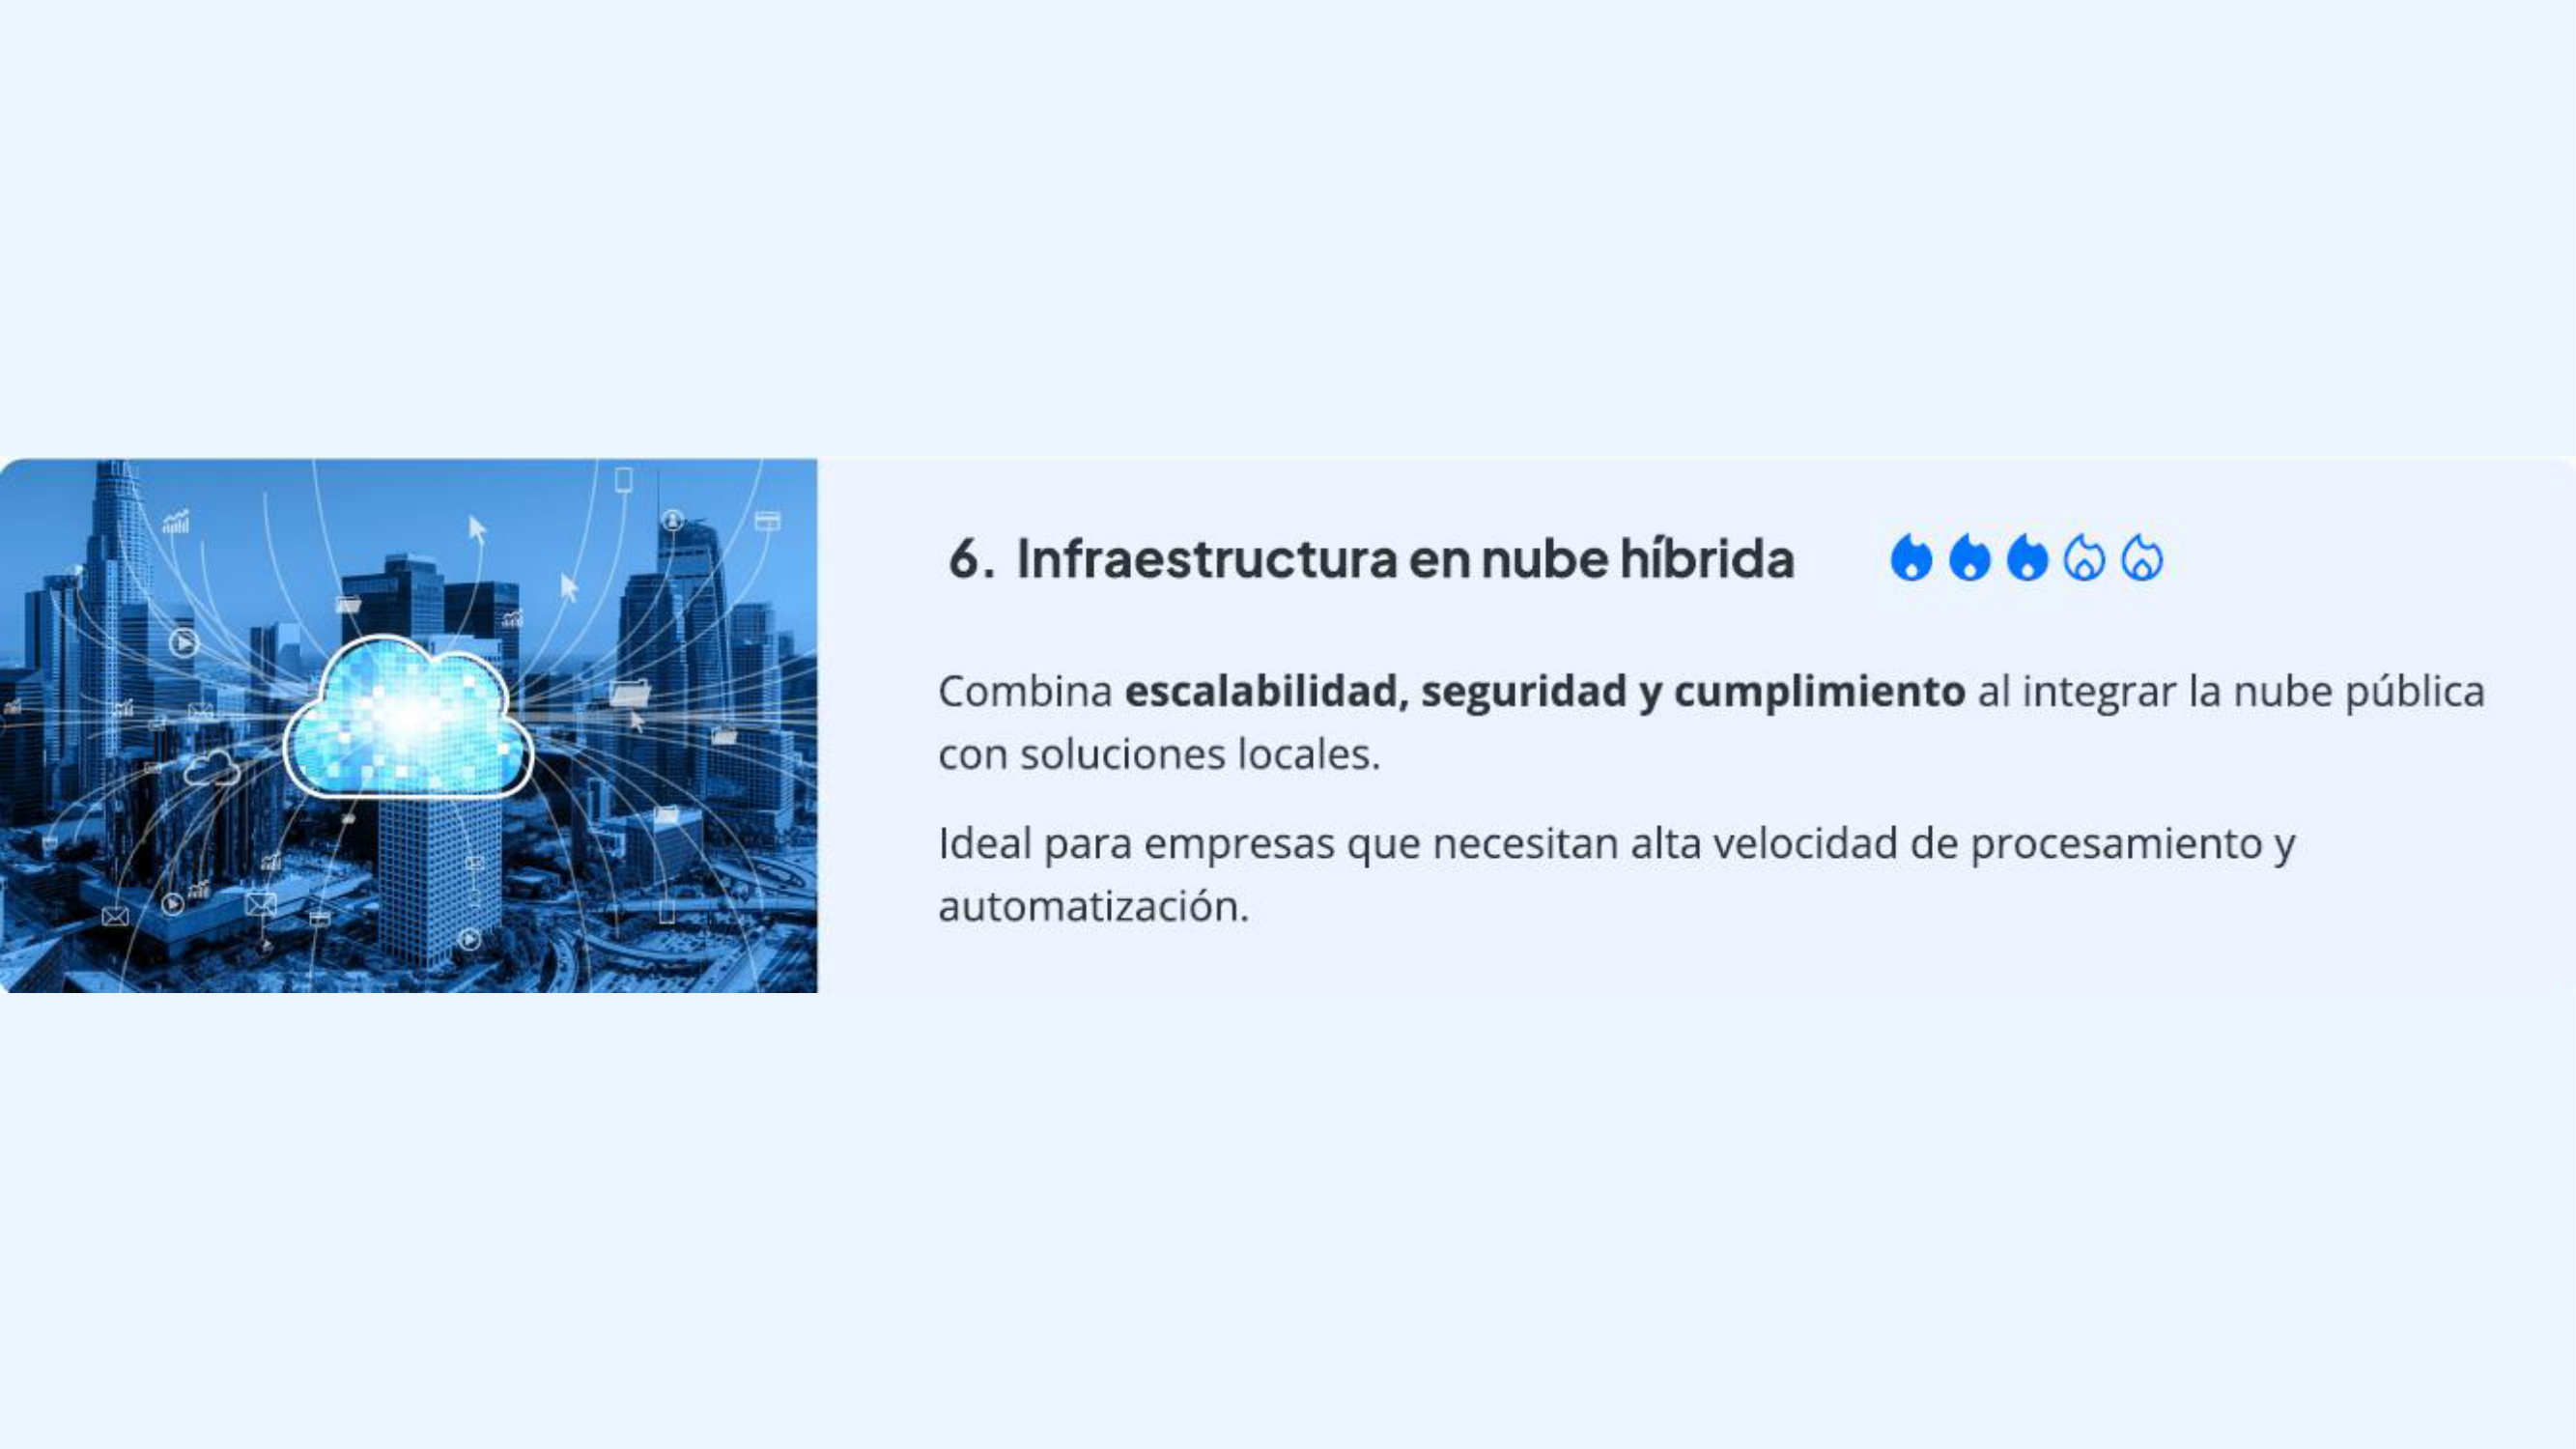 6. Infraestructura en nube híbrida
Combina escalabilidad, seguridad y cumplimiento al integrar la nube pública
con soluciones locales.
Ideal para empresas que necesitan alta velocidad de procesamiento y
automatización.